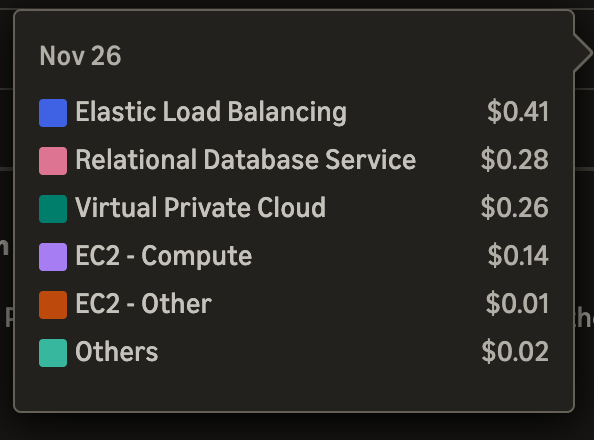 Nov 26
Elastic Load Balancing $0.41
Relational Database Service $0.28
Virtual Private Cloud $0.26
EC2 - Compute $0.14
EC2 - Other $0.01
Others $0.02